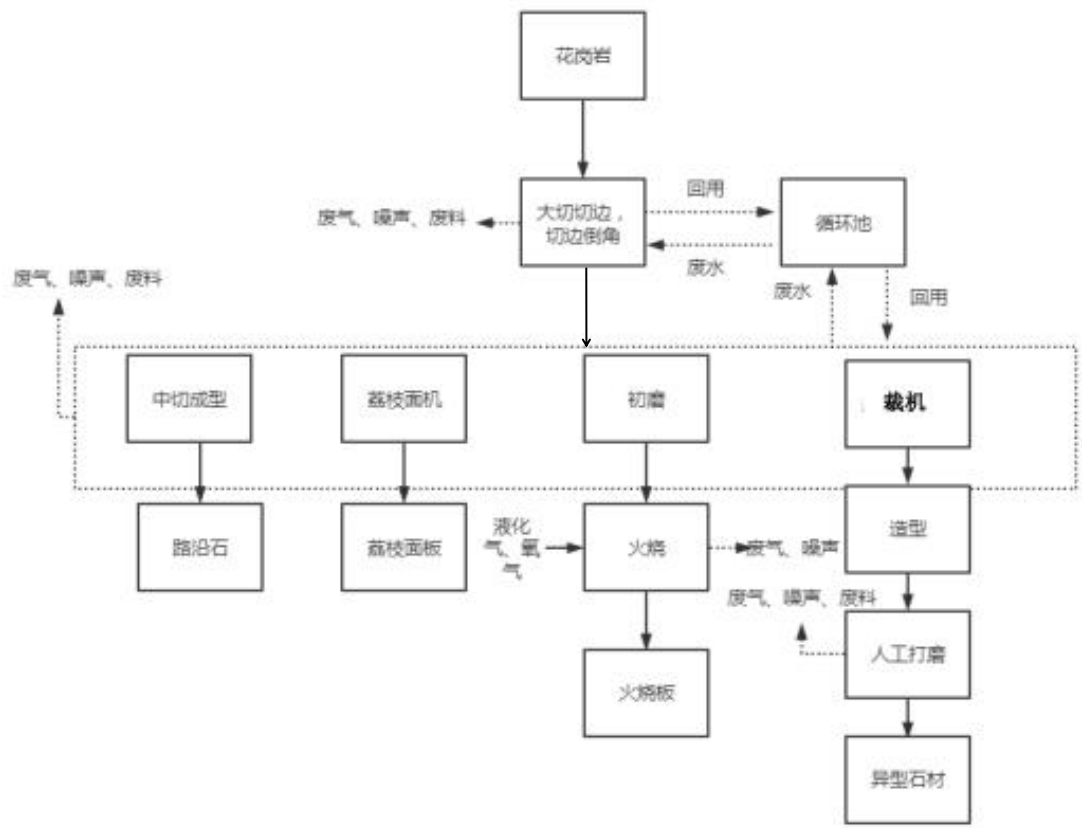 花岗岩
大切切边，
切边倒角
回用
废水
循环池
废气、噪声、废料
废气、噪声、废料
废水
回用
中切成型
荔枝面机
初磨
裁机
路沿石
荔枝面板
液化
气、氧
气
火烧
废气、噪声
造型
废气、噪声、废料
人工打磨
火烧板
异型石材